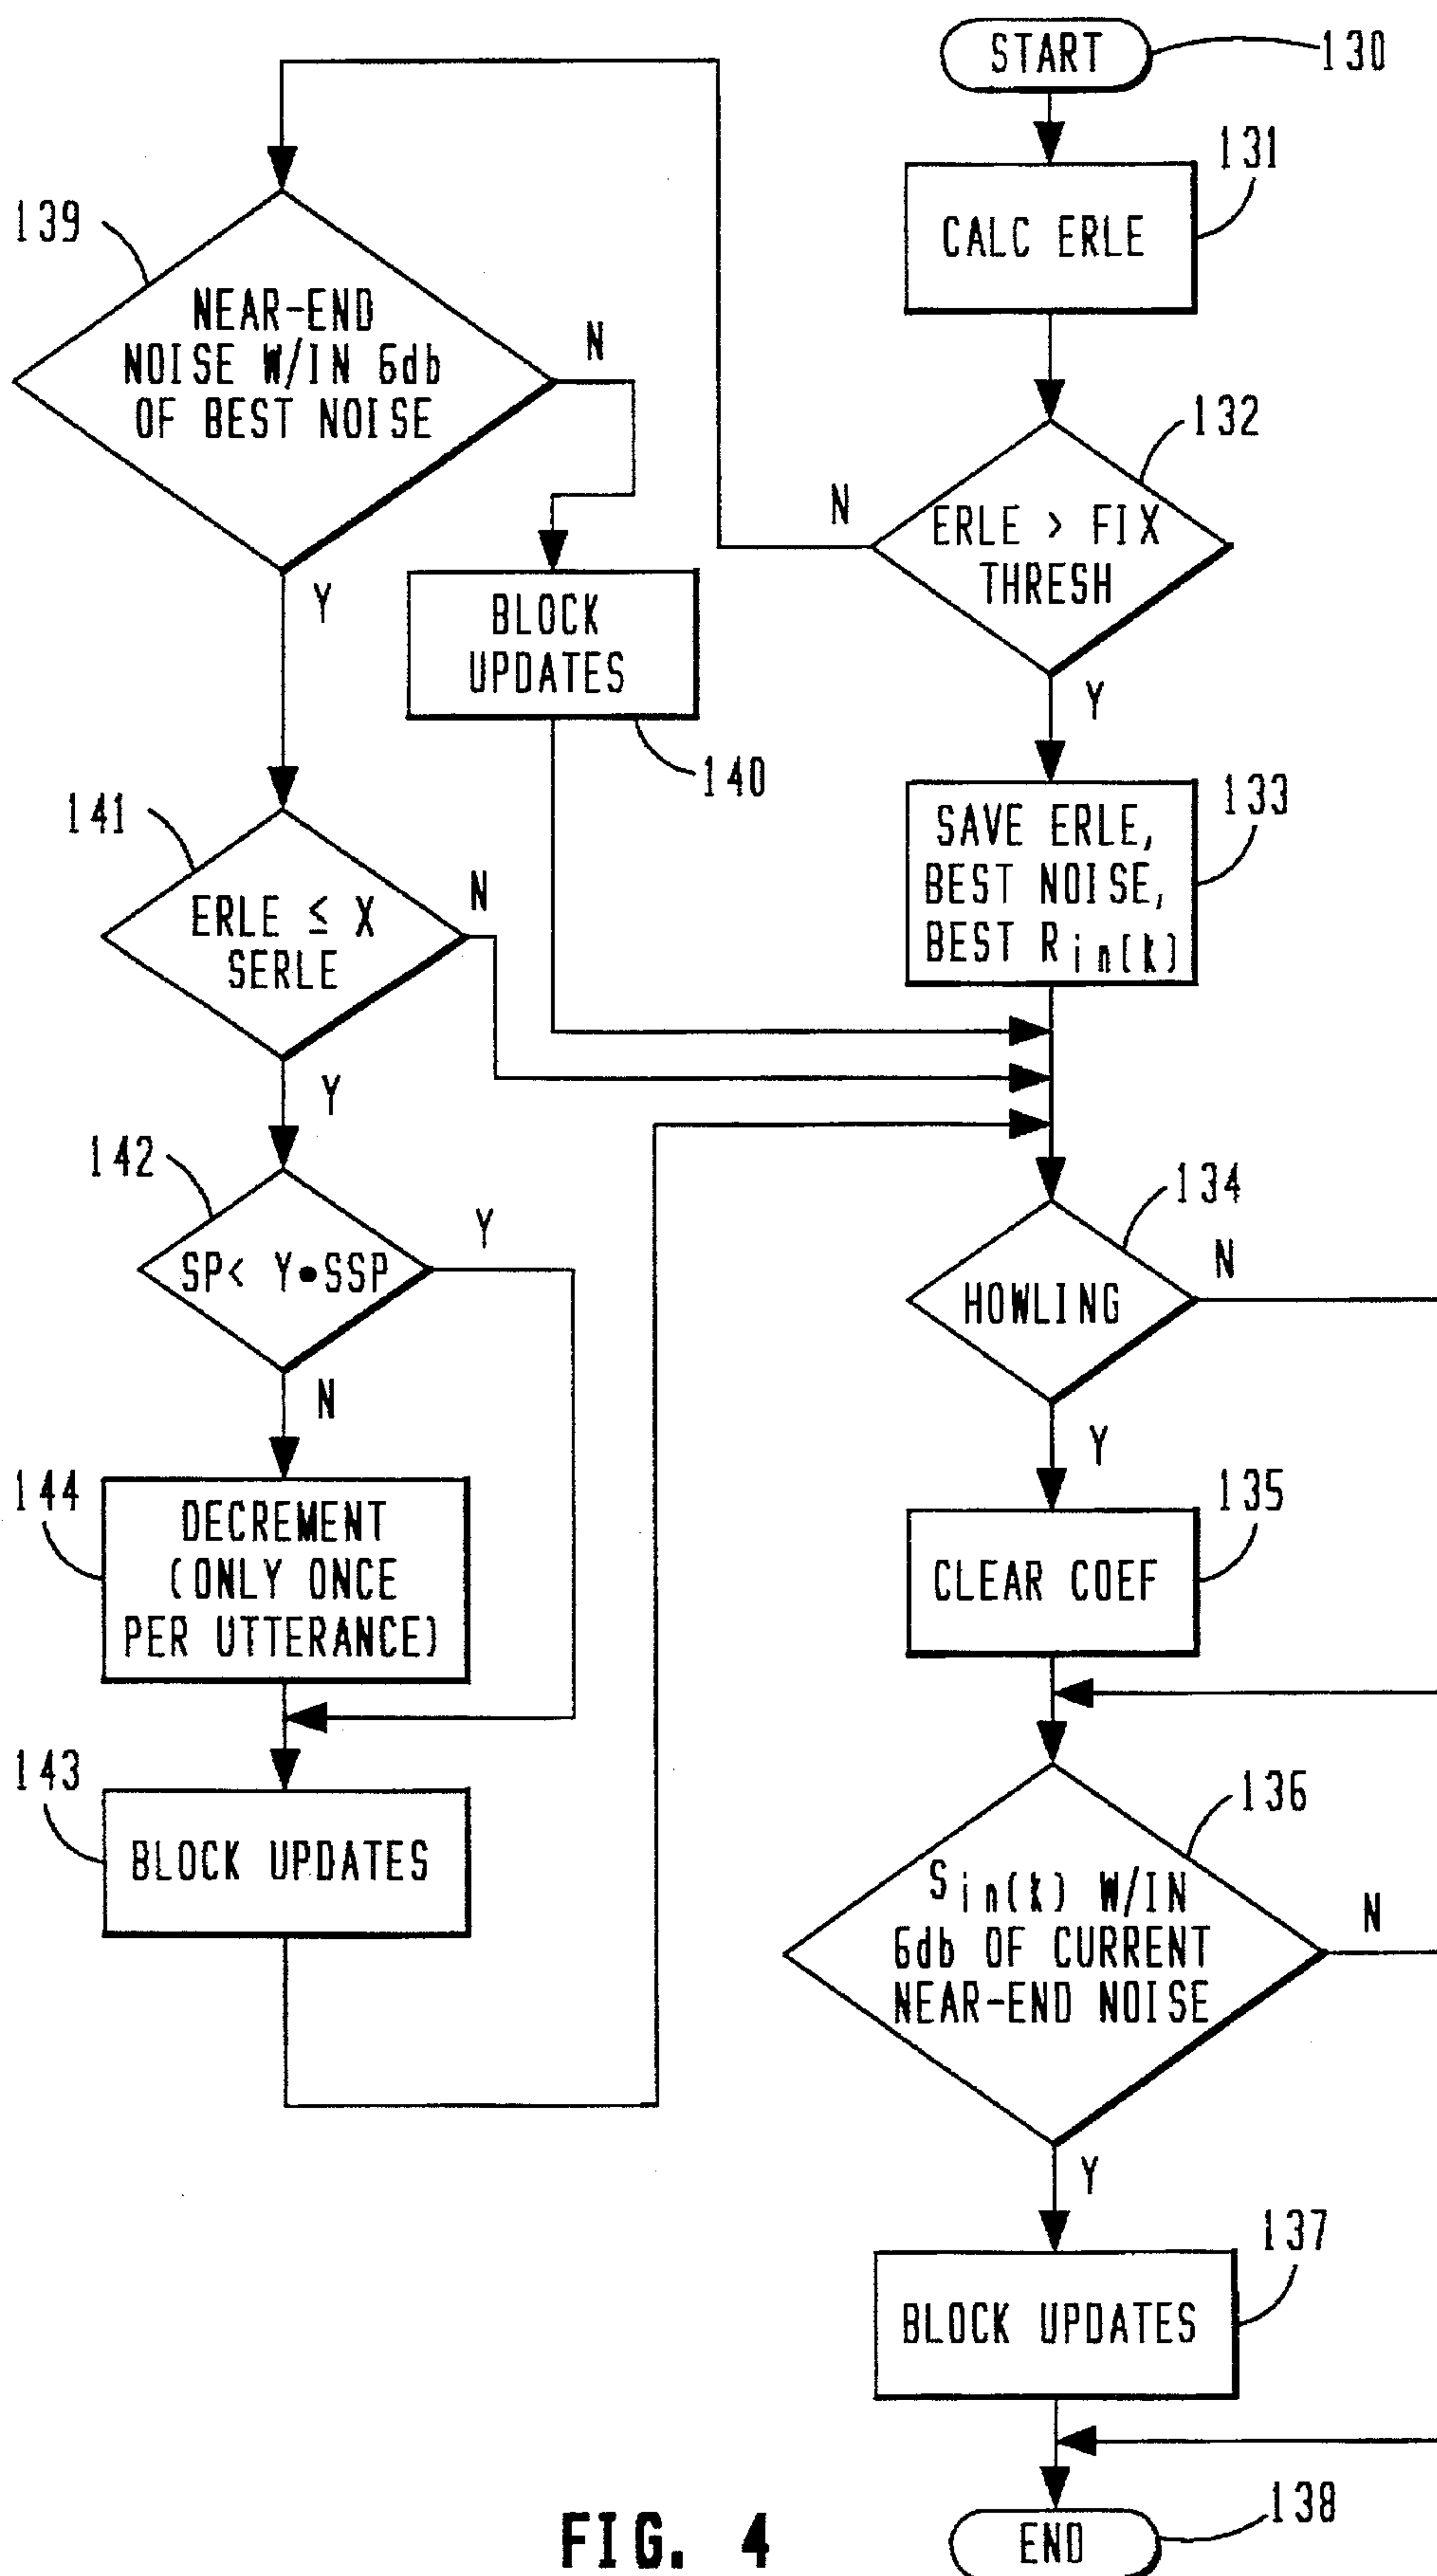 START
130
131
CALC ERLE
139
NEAR-END
NOISE W/IN 6db
OF BEST NOISE
N
Y
132
N
ERLE > FIX
THRESH
Y
BLOCK
UPDATES
140
133
SAVE ERLE,
BEST NOISE,
BEST Rin(k)
141
ERLE ≤ X
SERLE
N
Y
142
SP< Y•SSP
Y
N
134
HOWLING
N
Y
144
DECREMENT
(ONLY ONCE
PER UTTERANCE)
135
CLEAR COEF
143
BLOCK UPDATES
136
Sin(k) W/IN
6db OF CURRENT
NEAR-END NOISE
N
Y
137
BLOCK UPDATES
138
END
FIG. 4